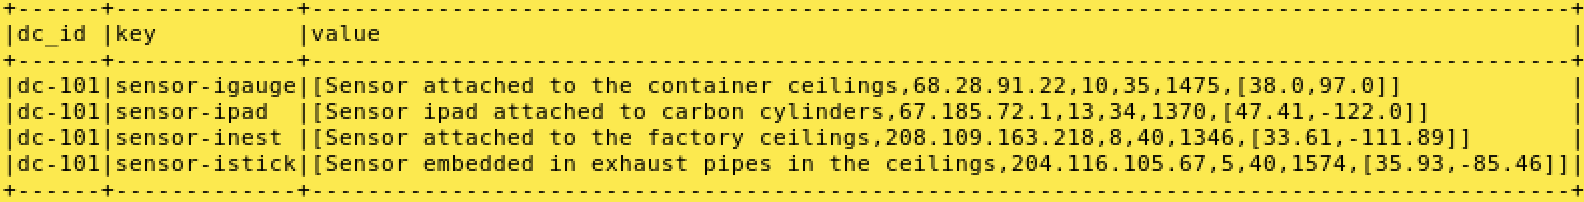 +------+-------------+-----------------------------------------------------------------------------------------+
|dc_id |key          |value                                                                                    |
+------+-------------+-----------------------------------------------------------------------------------------+
|dc-101|sensor-igauge|[Sensor attached to the container ceilings,68.28.91.22,10,35,1475,[38.0,97.0]]            |
|dc-101|sensor-ipad  |[Sensor ipad attached to carbon cylinders,67.185.72.1,13,34,1370,[47.41,-122.0]]          |
|dc-101|sensor-inest |[Sensor attached to the factory ceilings,208.109.163.218,8,40,1346,[33.61,-111.89]]       |
|dc-101|sensor-istick|[Sensor embedded in exhaust pipes in the ceilings,204.116.105.67,5,40,1574,[35.93,-85.46]]|
+------+-------------+-----------------------------------------------------------------------------------------+